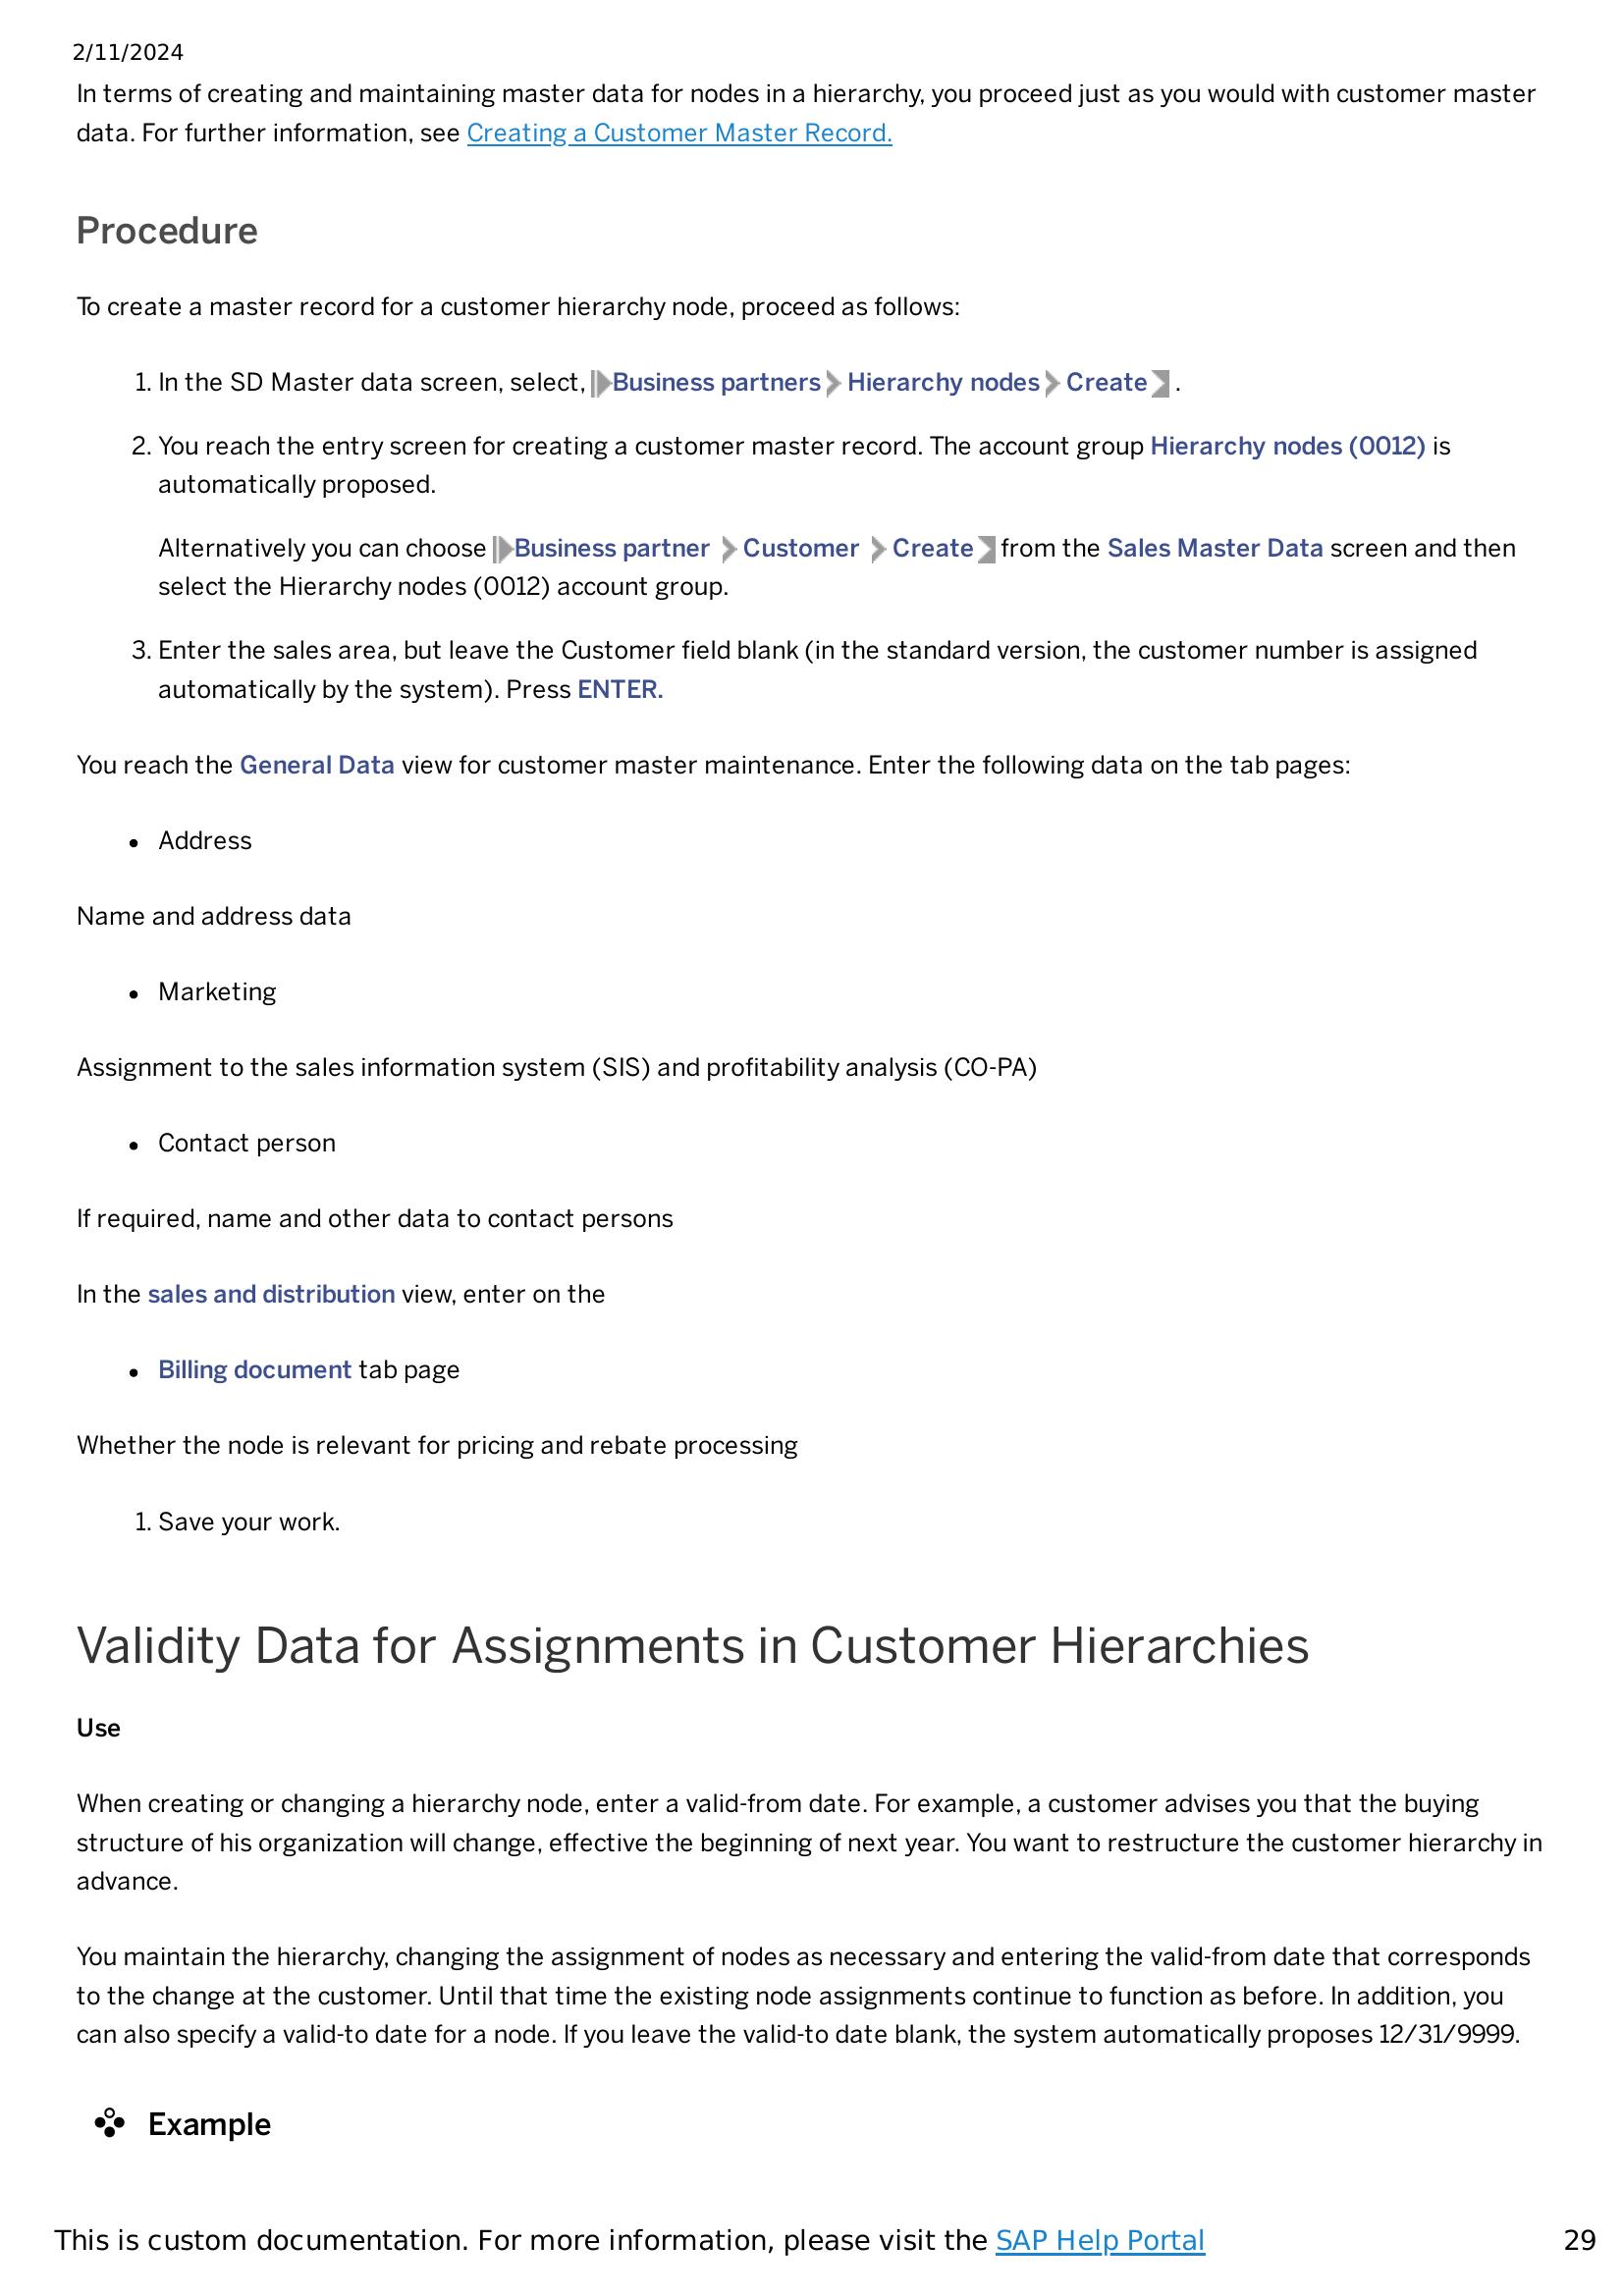 2/11/2024
In terms of creating and maintaining master data for nodes in a hierarchy, you proceed just as you would with customer master
data. For further information, see Creating a Customer Master Record.
Procedure
To create a master record for a customer hierarchy node, proceed as follows:
1. In the SD Master data screen, select, Business partners Hierarchy nodes Create .
2. You reach the entry screen for creating a customer master record. The account group Hierarchy nodes (0012) is
automatically proposed.
Alternatively you can choose Business partner Customer Create from the Sales Master Data screen and then
select the Hierarchy nodes (0012) account group.
3. Enter the sales area, but leave the Customer field blank (in the standard version, the customer number is assigned
automatically by the system). Press ENTER.
You reach the General Data view for customer master maintenance. Enter the following data on the tab pages:
• Address
Name and address data
• Marketing
Assignment to the sales information system (SIS) and profitability analysis (CO-PA)
• Contact person
If required, name and other data to contact persons
In the sales and distribution view, enter on the
• Billing document tab page
Whether the node is relevant for pricing and rebate processing
1. Save your work.
Validity Data for Assignments in Customer Hierarchies
Use
When creating or changing a hierarchy node, enter a valid-from date. For example, a customer advises you that the buying
structure of his organization will change, effective the beginning of next year. You want to restructure the customer hierarchy in
advance.
You maintain the hierarchy, changing the assignment of nodes as necessary and entering the valid-from date that corresponds
to the change at the customer. Until that time the existing node assignments continue to function as before. In addition, you
can also specify a valid-to date for a node. If you leave the valid-to date blank, the system automatically proposes 12/31/9999.
Example
This is custom documentation. For more information, please visit the SAP Help Portal 29